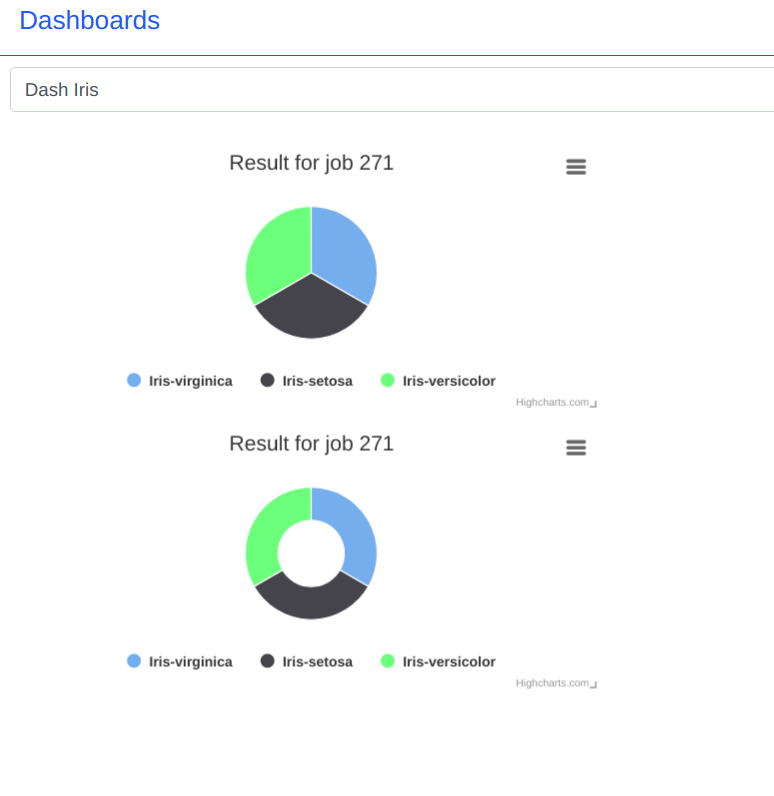 Dashboards
Dash Iris
Result for job 271
Iris-virginica Iris-setosa Iris-versicolor
Highcharts.com
Result for job 271
Iris-virginica Iris-setosa Iris-versicolor
Highcharts.com